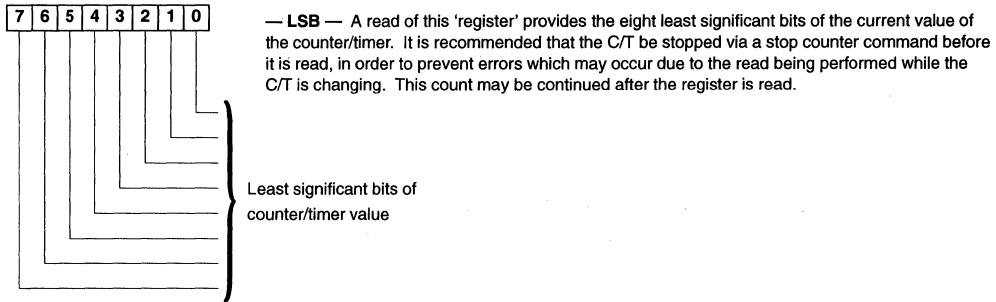 7 6 5 4 3 2 1 0
— LSB — A read of this ‘register’ provides the eight least significant bits of the current value of
the counter/timer. It is recommended that the C/T be stopped via a stop counter command before
it is read, in order to prevent errors which may occur due to the read being performed while the
C/T is changing. This count may be continued after the register is read.
Least significant bits of
counter/timer value